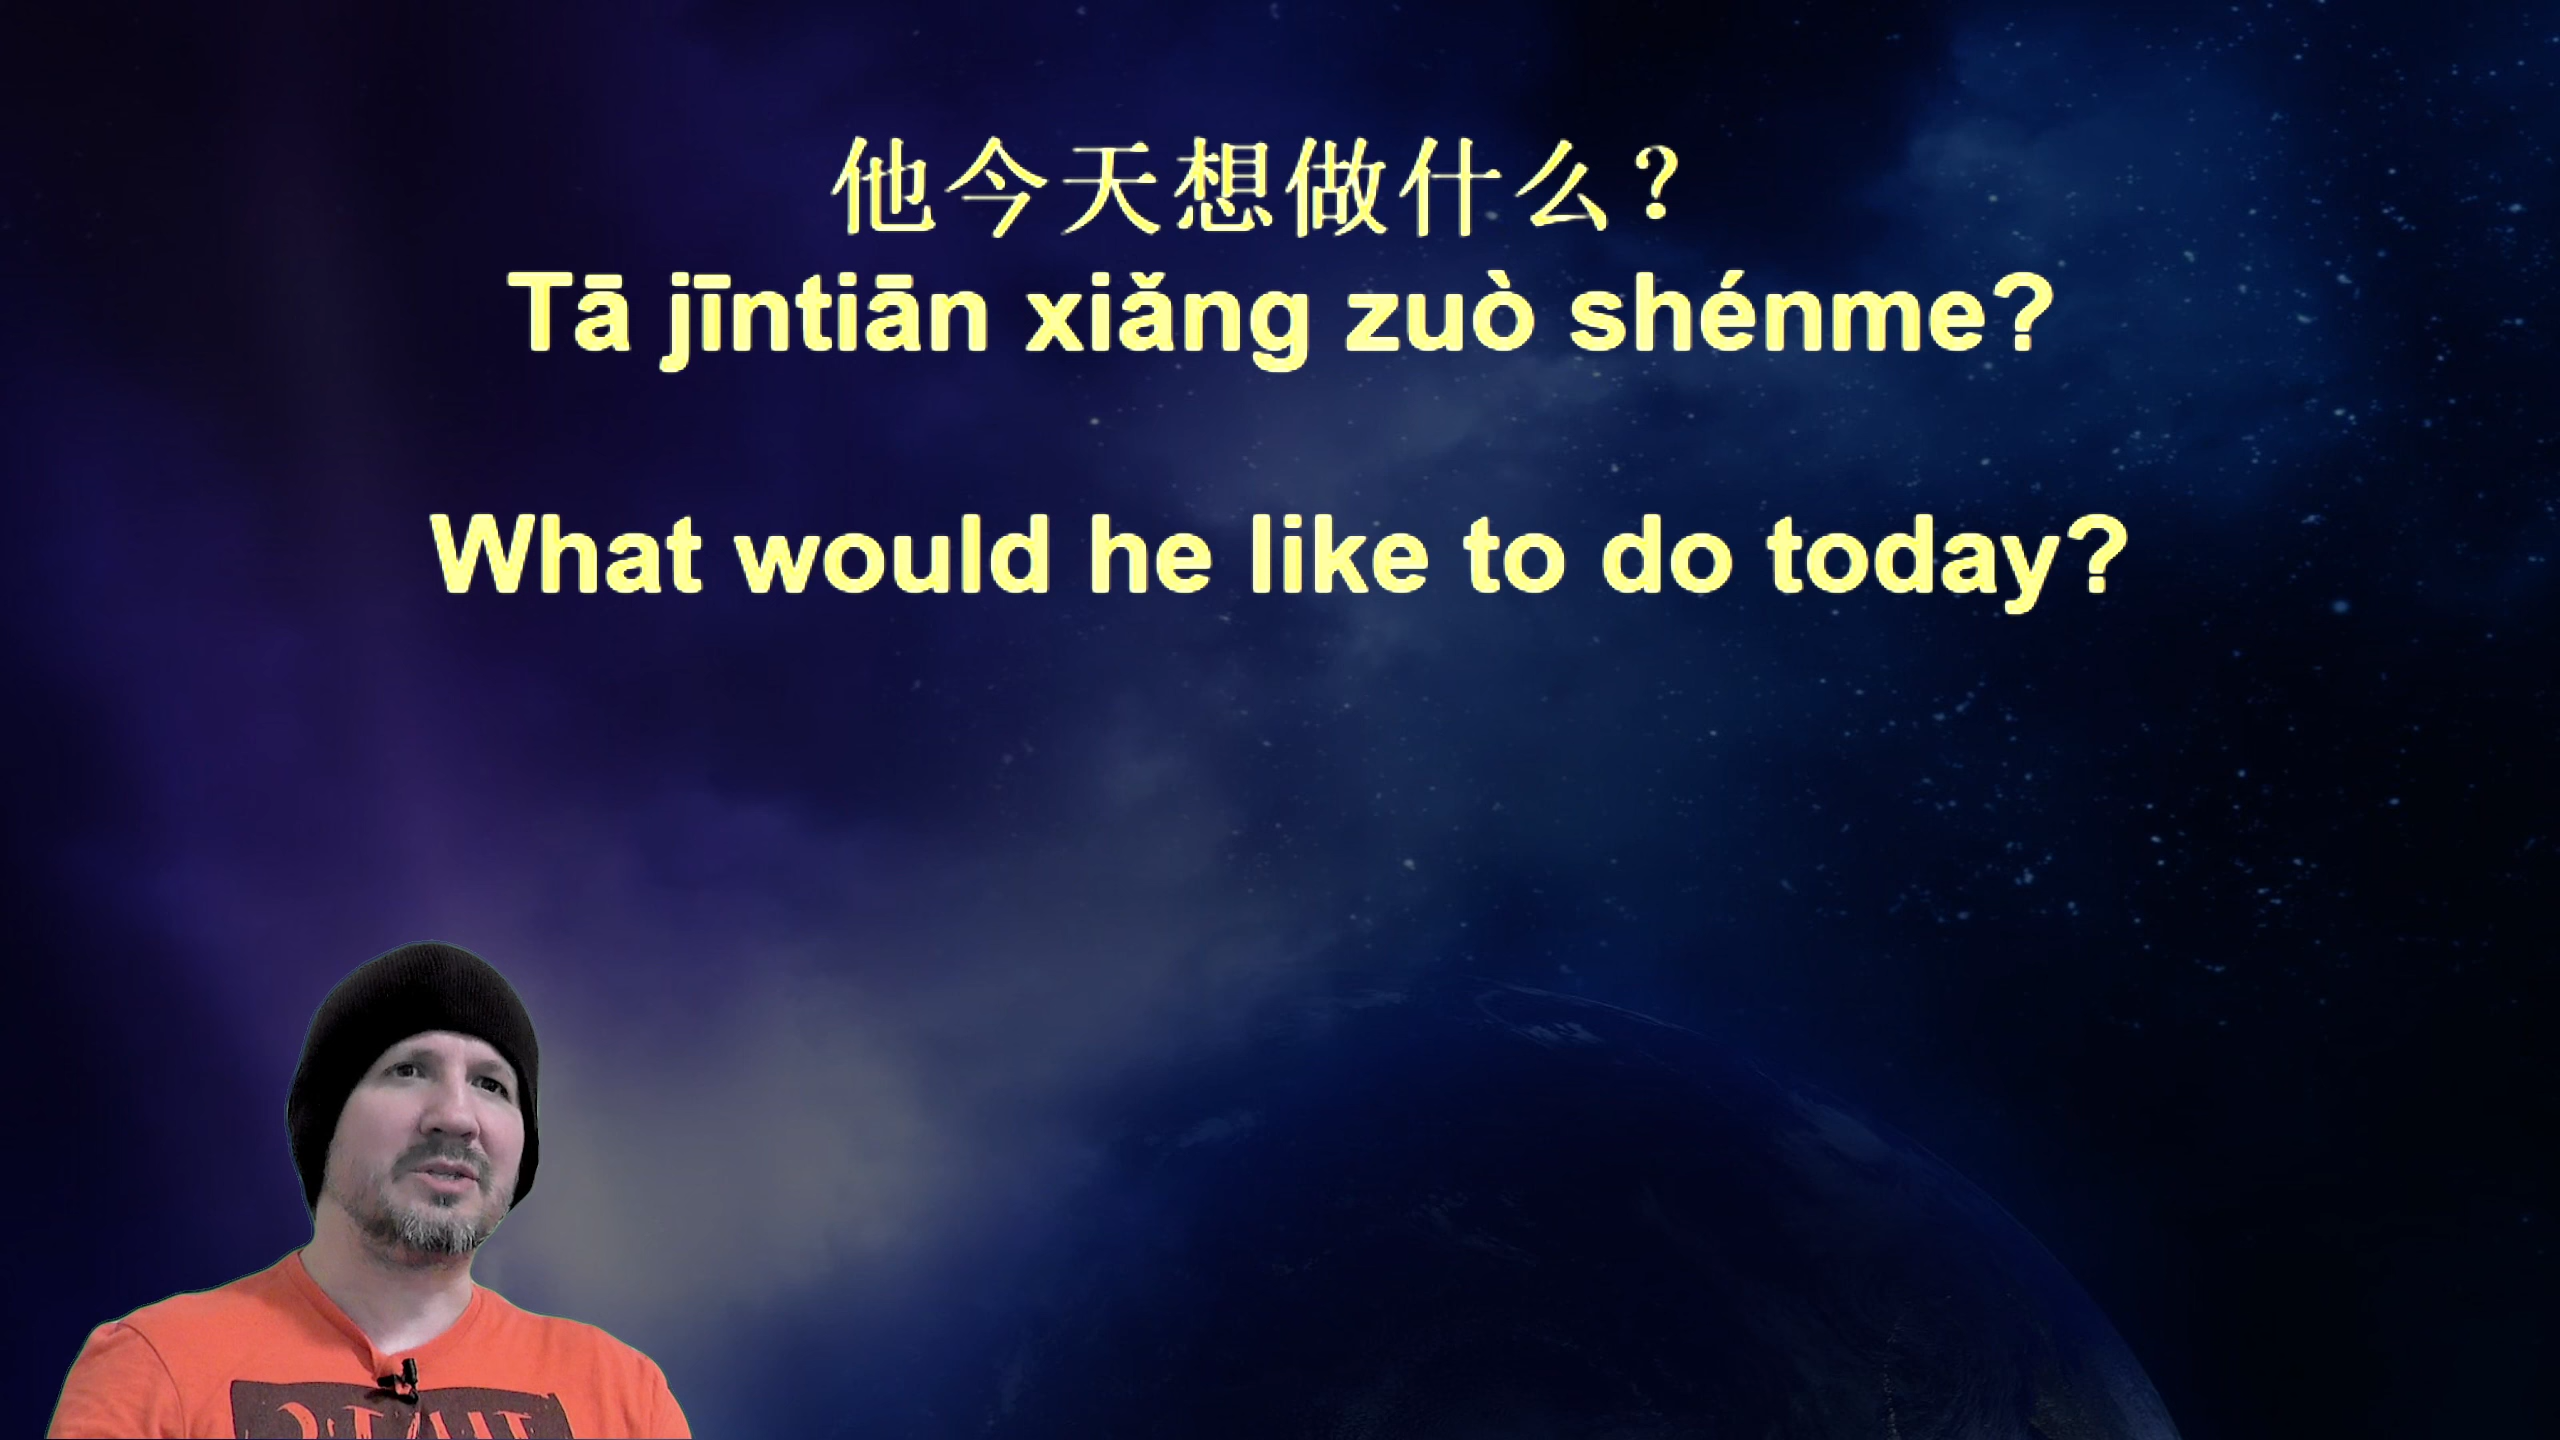 他今天想做什么？
Tā jīntiān xiǎng zuò shénme?
What would he like to do today?